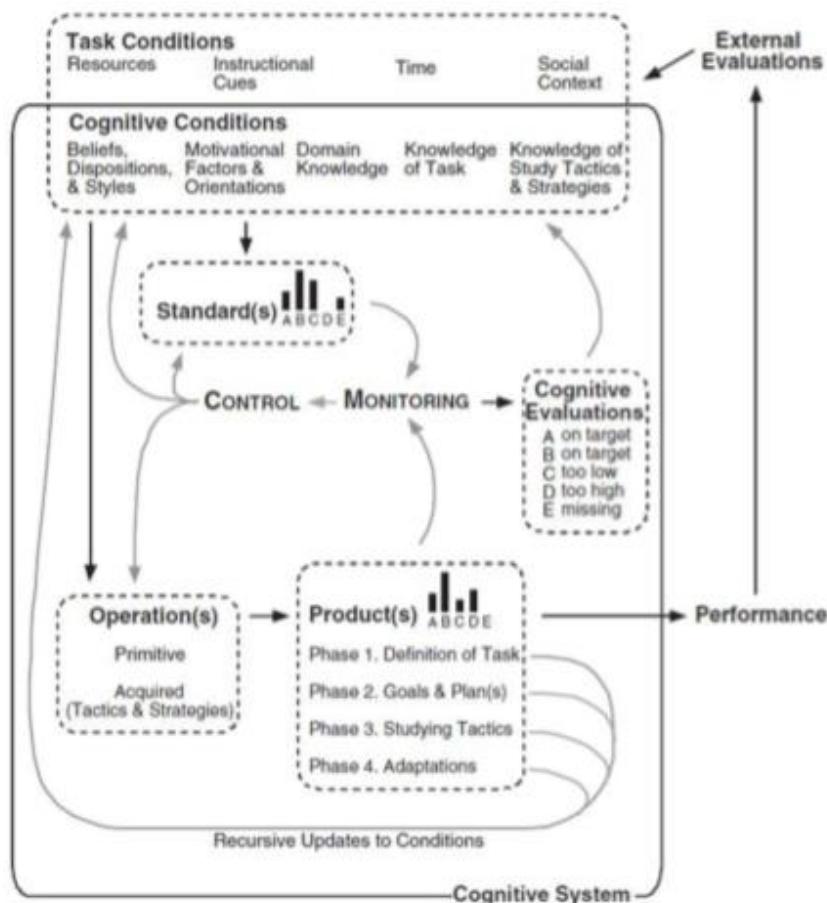 Task Conditions
Resources
Instructional
Cues
Time
Social
Context
External
Evaluations
Cognitive Conditions
Beliefs,
Dispositions,
& Styles
Motivational
Factors &
Orientations
Domain
Knowledge
Knowledge
of Task
Knowledge of
Study Tactics
& Strategies
Standard(s)
A B C D E
CONTROL
MONITORING
Cognitive
Evaluations
A on target
B on target
C too low
D too high
E missing
Operation(s)
Primitive
Acquired
(Tactics & Strategies)
Product(s)
A B C D E
Phase 1. Definition of Task
Phase 2. Goals & Plan(s)
Phase 3. Studying Tactics
Phase 4. Adaptations
Performance
Recursive Updates to Conditions
Cognitive System